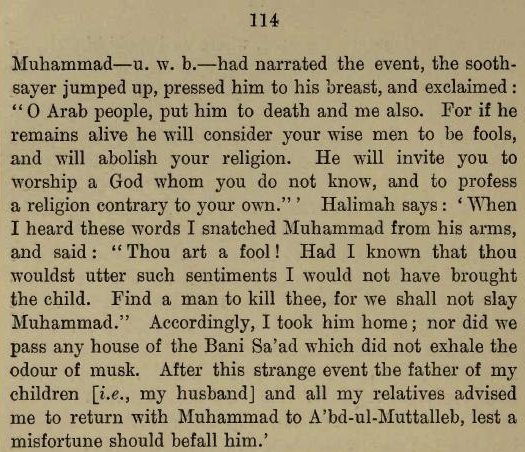 114
Muhammad—u. w. b.—had narrated the event, the sooth-
sayer jumped up, pressed him to his breast, and exclaimed :
“O Arab people, put him to death and me also. For if he
remains alive he will consider your wise men to be fools,
and will abolish your religion. He will invite you to
worship a God whom you do not know, and to profess
a religion contrary to your own.”’ Halimah says : ‘When
I heard these words I snatched Muhammad from his arms,
and said : “Thou art a fool! Had I known that thou
wouldst utter such sentiments I would not have brought
the child. Find a man to kill thee, for we shall not slay
Muhammad.” Accordingly, I took him home ; nor did we
pass any house of the Bani Sa’ad which did not exhale the
odour of musk. After this strange event the father of my
children [i.e., my husband] and all my relatives advised
me to return with Muhammad to A’bd-ul-Muttalleb, lest a
misfortune should befall him.’